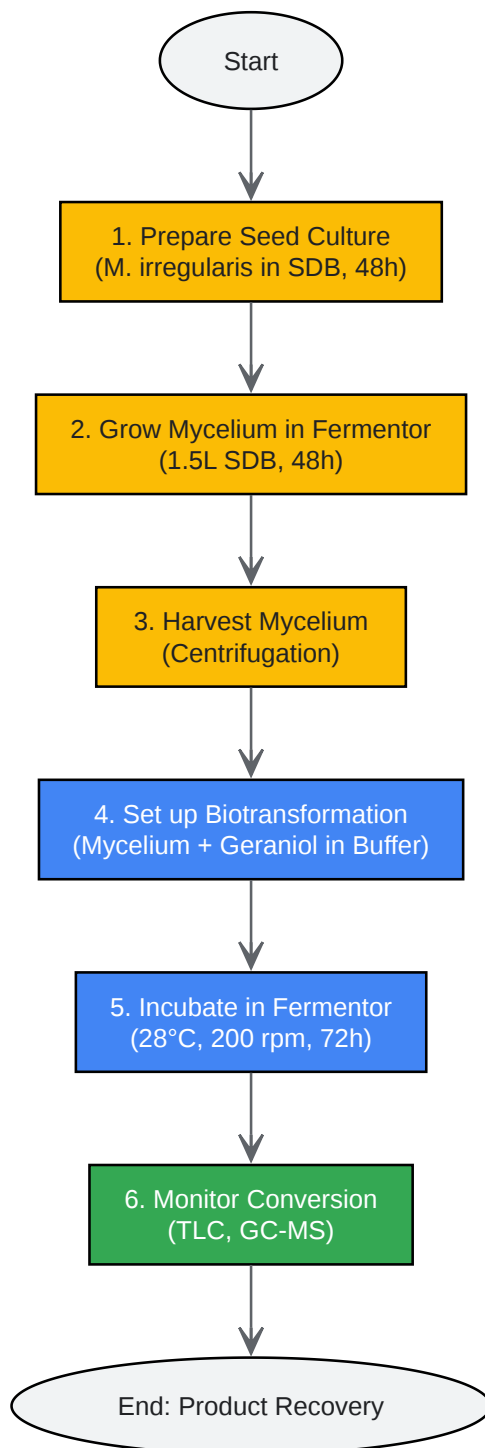 Start
1. Prepare Seed Culture
(M. irregularis in SDB, 48h)
2. Grow Mycelium in Fermentor
(1.5L SDB, 48h)
3. Harvest Mycelium
(Centrifugation)
4. Set up Biotransformation
(Mycelium + Geraniol in Buffer)
5. Incubate in Fermentor
(28°C, 200 rpm, 72h)
6. Monitor Conversion
(TLC, GC-MS)
End: Product Recovery